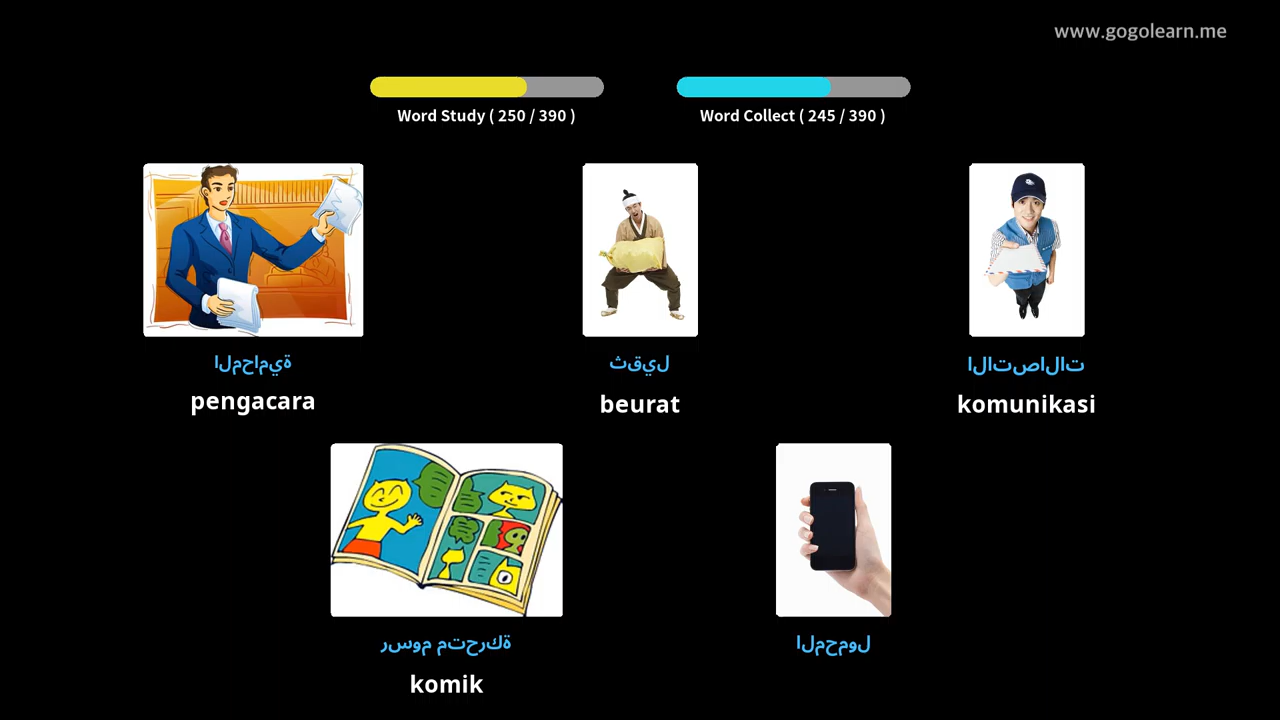 www.gogolearn.me
Word Study ( 250 / 390 )
Word Collect ( 245 / 390 )
المحامية
ثقيل
الاتصالات
pengacara
beurat
komunikasi
رسوم متحركة
المحمول
komik